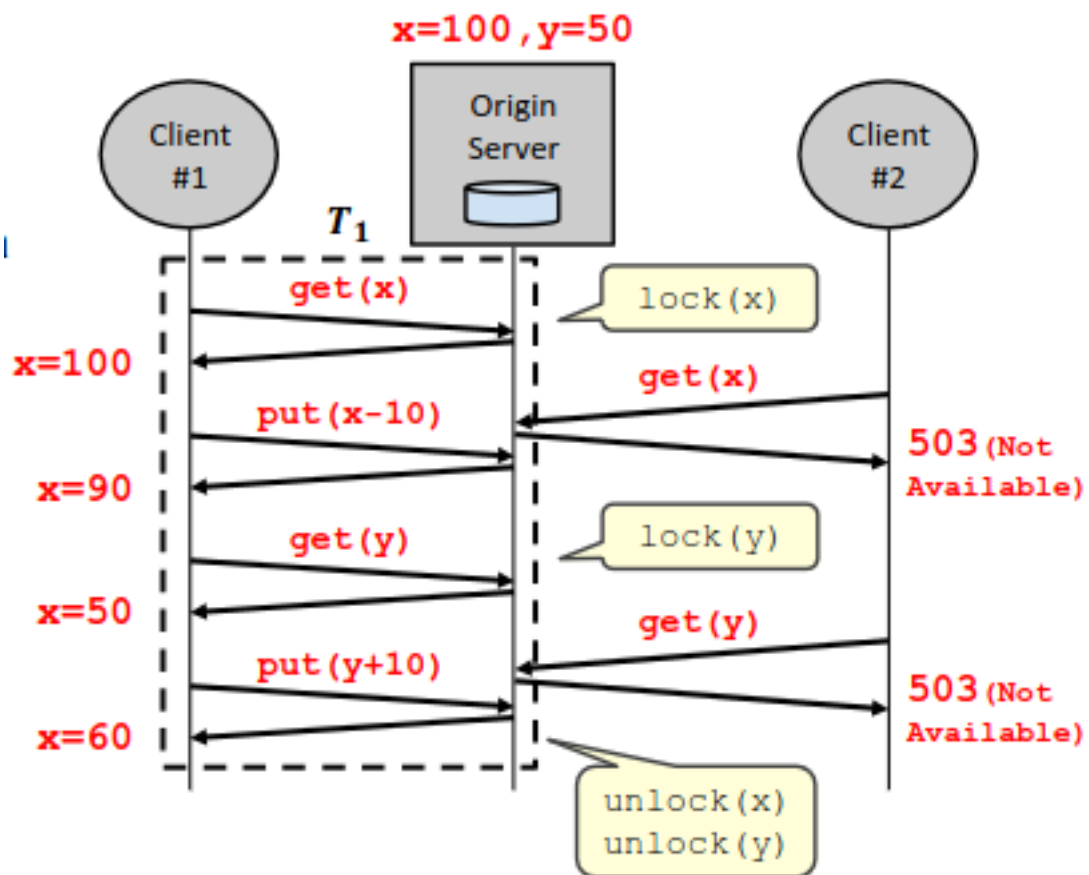 x=100,y=50
Origin
Server
Client
#1
Client
#2
T1
get(x)
lock(x)
x=100
get(x)
put(x-10)
503(Not
Available)
x=90
get(y)
lock(y)
x=50
get(y)
put(y+10)
503(Not
Available)
x=60
unlock(x)
unlock(y)